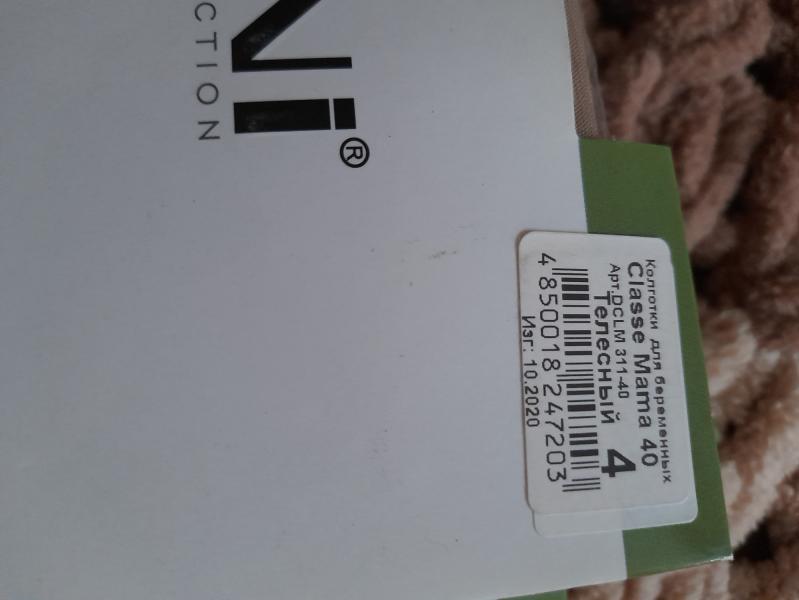 Ni®
CTION
Колготки для беременных
Classe Mama 40
Арт.DCLM 311-40
Телесный 4
4 850018 247203
Изг: 10.2020